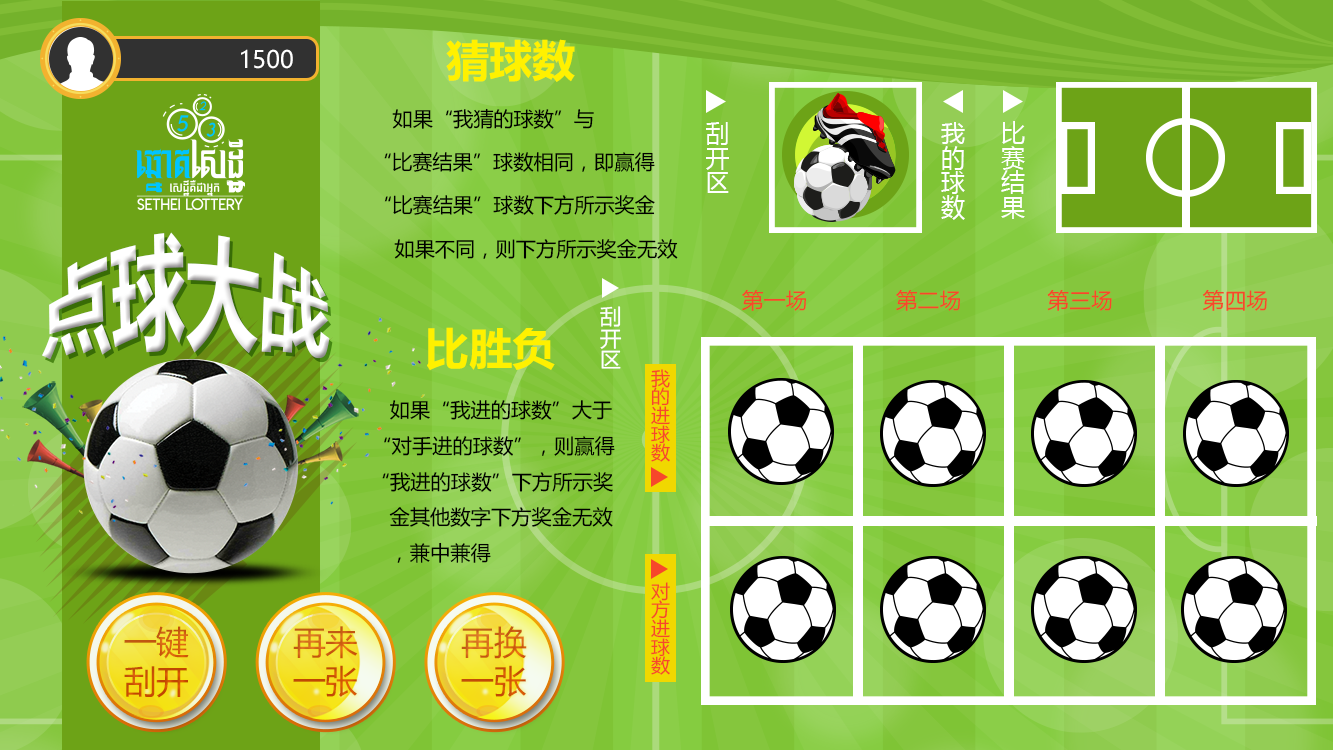 1500
5
3
ឆ្នោតសេដ្ឋី
សេដ្ឋីគឺជាអ្នក
SETHEI LOTTERY
点球大战
猜球数
如果“我猜的球数”与
“比赛结果”球数相同，即赢得
“比赛结果”球数下方所示奖金
如果不同，则下方所示奖金无效
比胜负
如果“我进的球数”大于
“对手进的球数”，则赢得
“我进的球数”下方所示奖
金其他数字下方奖金无效
，兼中兼得
刮开区
我的球数
比赛结果
第一场 第二场 第三场 第四场
刮开区
我的进球数
对方进球数
一键
刮开
再来
一张
再换
一张